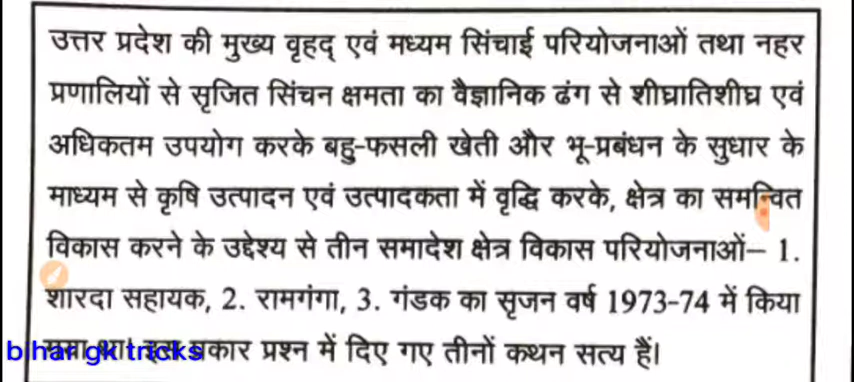 उत्तर प्रदेश की मुख्य वृहद् एवं मध्यम सिंचाई परियोजनाओं तथा नहर
प्रणालियों से सृजित सिंचन क्षमता का वैज्ञानिक ढंग से शीघ्रातिशीघ्र एवं
अधिकतम उपयोग करके बहु-फसली खेती और भू-प्रबंधन के सुधार के
माध्यम से कृषि उत्पादन एवं उत्पादकता में वृद्धि करके, क्षेत्र का समन्वित
विकास करने के उद्देश्य से तीन समादेश क्षेत्र विकास परियोजनाओं– 1.
शारदा सहायक, 2. रामगंगा, 3. गंडक का सृजन वर्ष 1973-74 में किया
प्रश्न में दिए गए तीनों कथन सत्य हैं।
bihar gk tricks